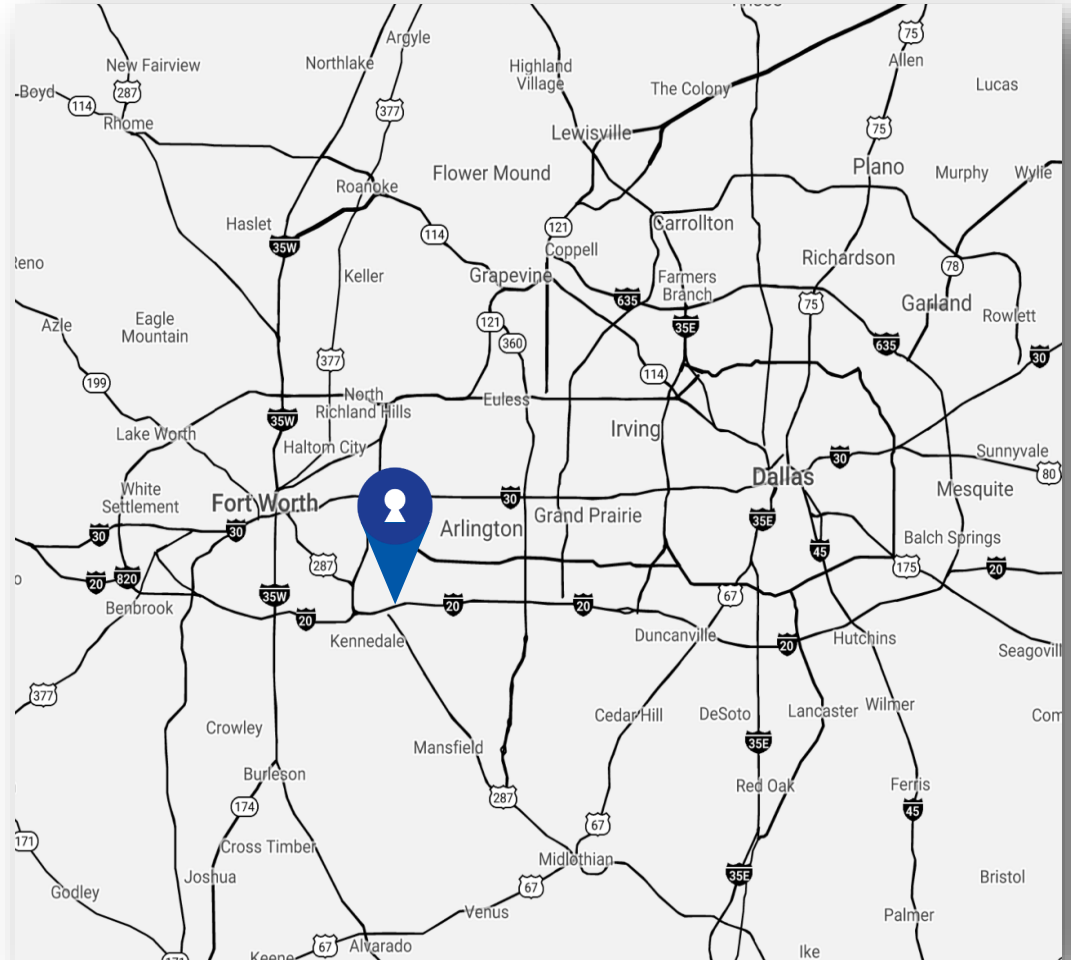 Argyle
75
New Fairview
Northlake
Highland
Village
Allen
Lucas
Boyd
287
The Colony
114
377
Rhome
Lewisville
75
Plano
Flower Mound
Murphy
Wylie
Roanoke
Haslet
121
Carrollton
35W
114
Coppell
Richardson
Reno
78
Keller
Grapevine
Farmers
Branch
635
75
Garland
Azle
Eagle
Mountain
121
35E
Rowlett
360
635
377
30
199
114
North
Richland Hills
Euless
35W
Lake Worth
Irving
Haltom City
30
Sunnyvale
80
Dallas
White
Settlement
Fort Worth
Mesquite
30
Grand Prairie
35E
30
30
Arlington
Balch Springs
45
287
175
20
20
820
35W
67
Benbrook
20
20
20
Kennedale
Duncanville
Hutchins
20
Seagovill
377
Crowley
Cedar Hill
DeSoto
Lancaster
Wilmer
Com
Mansfield
35E
Burleson
Red Oak
Ferris
287
174
45
67
171
Cross Timber
Midlothian
Joshua
35E
Godley
67
Bristol
Venus
Palmer
67
Alvarado
Ike
Keene
171